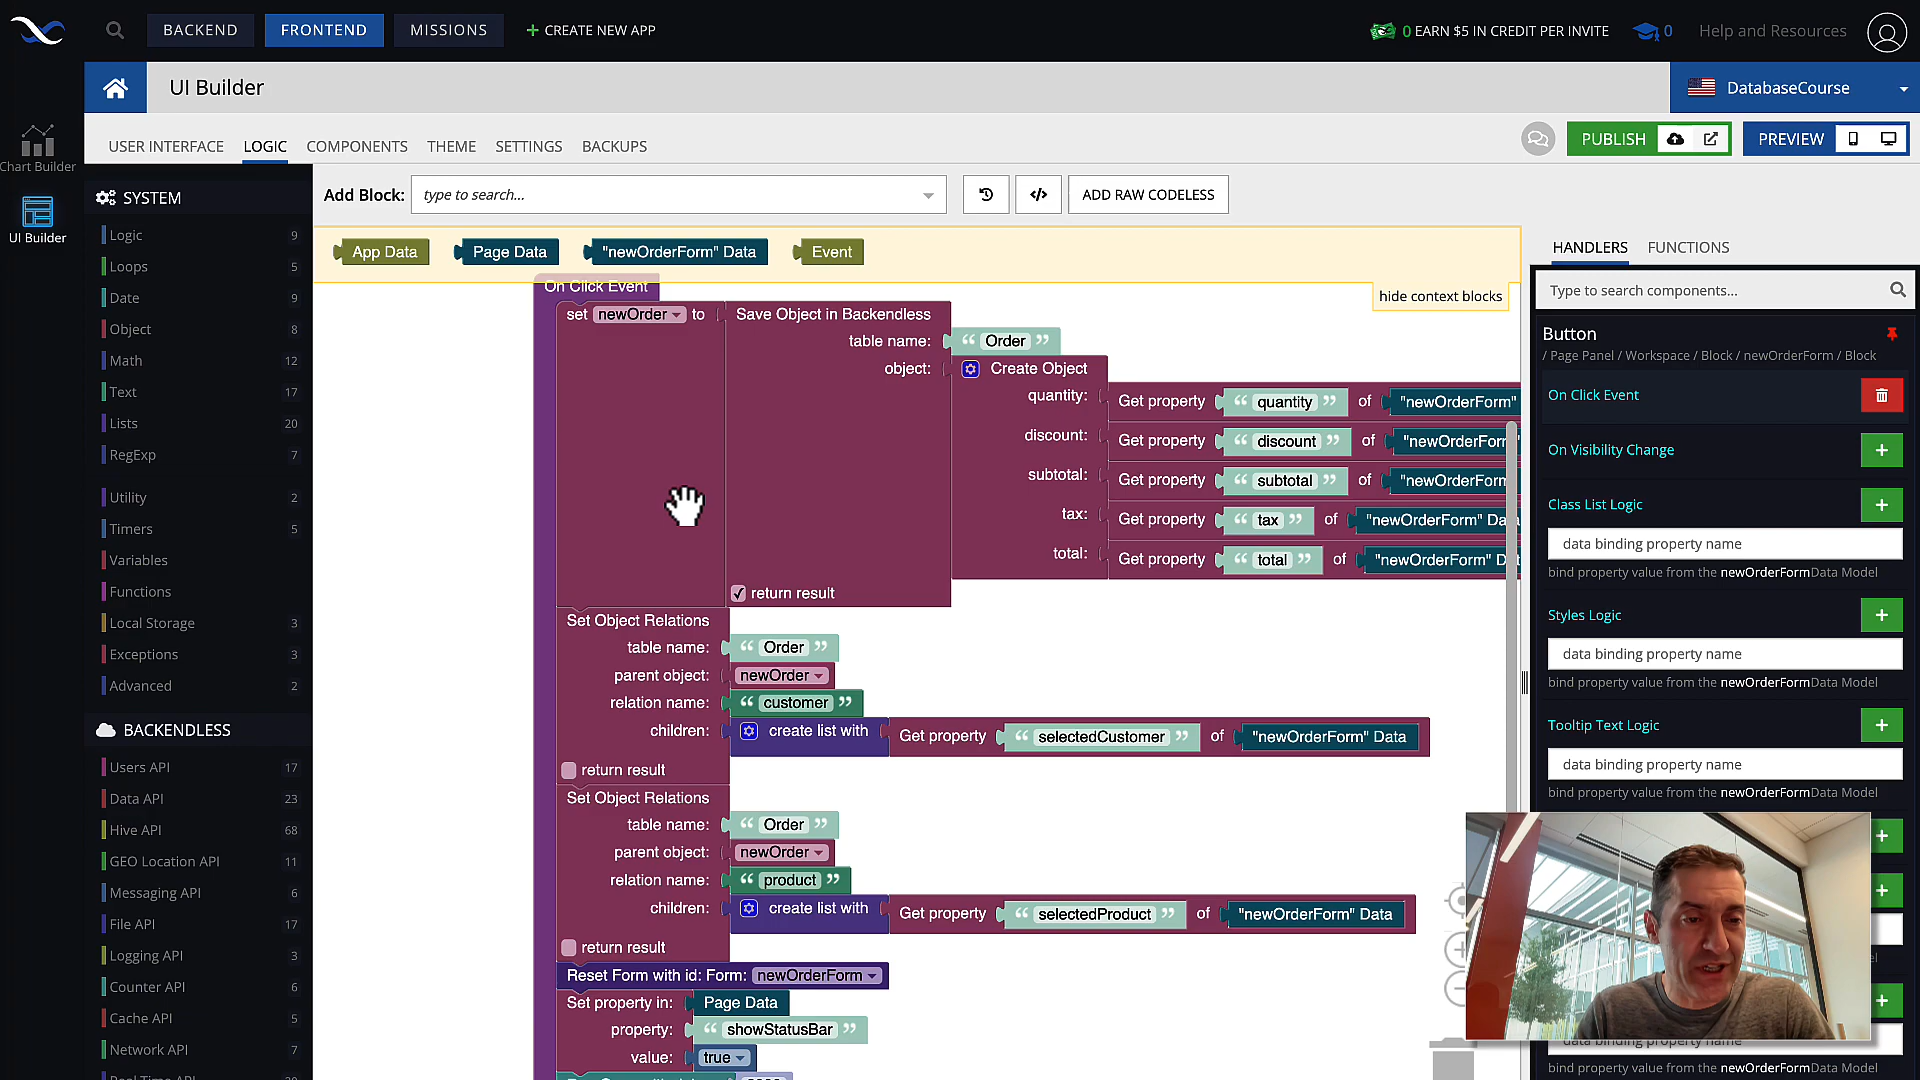 BACKEND
FRONTEND
MISSIONS
+ CREATE NEW APP
0 EARN $5 IN CREDIT PER INVITE
0
Help and Resources
UI Builder
DatabaseCourse
USER INTERFACE
LOGIC
COMPONENTS
THEME
SETTINGS
BACKUPS
PUBLISH
PREVIEW
Chart Builder
UI Builder
SYSTEM
Logic 9
Loops 5
Date 9
Object 8
Math 12
Text 17
Lists 20
RegExp 7
Utility 2
Timers 5
Variables
Functions
Local Storage 3
Exceptions 3
Advanced 2
BACKENDLESS
Users API 17
Data API 23
Hive API 68
GEO Location API 11
Messaging API 6
File API 17
Logging API 3
Counter API 6
Cache API 5
Network API 7
Add Block:
type to search...
</>
ADD RAW CODELESS
App Data
Page Data
"newOrderForm" Data
Event
hide context blocks
On Click Event
set newOrder to
Save Object in Backendless
table name: “ Order ”
object: Create Object
quantity: Get property “ quantity ” of "newOrderForm"
discount: Get property “ discount ” of "newOrderForm
subtotal: Get property “ subtotal ” of "newOrderForm
tax: Get property “ tax ” of "newOrderForm" Da
total: Get property “ total ” of "newOrderForm" Dat
return result
Set Object Relations
table name: “ Order ”
parent object: newOrder
relation name: “ customer ”
children: create list with Get property “ selectedCustomer ” of "newOrderForm" Data
return result
Set Object Relations
table name: “ Order ”
parent object: newOrder
relation name: “ product ”
children: create list with Get property “ selectedProduct ” of "newOrderForm" Data
return result
Reset Form with id: Form: newOrderForm
Set property in: Page Data
property: “ showStatusBar ”
value: true
HANDLERS
FUNCTIONS
Type to search components...
Button
/ Page Panel / Workspace / Block / newOrderForm / Block
On Click Event
On Visibility Change
Class List Logic
data binding property name
bind property value from the newOrderFormData Model
Styles Logic
data binding property name
bind property value from the newOrderFormData Model
Tooltip Text Logic
data binding property name
bind property value from the newOrderFormData Model
data binding property name
bind property value from the newOrderFormData Model